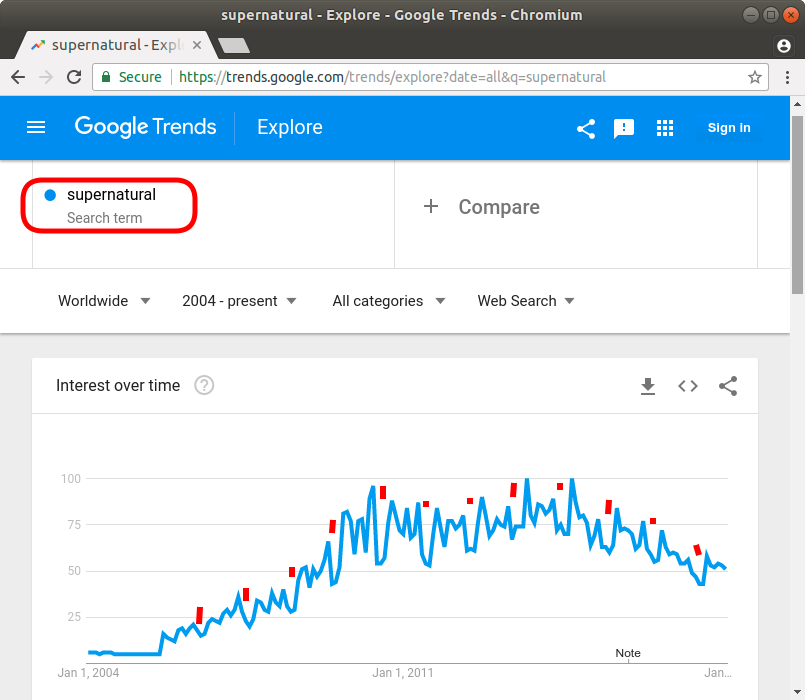 supernatural - Explore - Google Trends - Chromium
supernatural - Expl
Secure https://trends.google.com/trends/explore?date=all&q=supernatural
Google Trends Explore Sign in
supernatural
Search term
+ Compare
Worldwide 2004 - present All categories Web Search
Interest over time ?
100
75
50
25
Note
Jan 1, 2004 Jan 1, 2011 Jan…